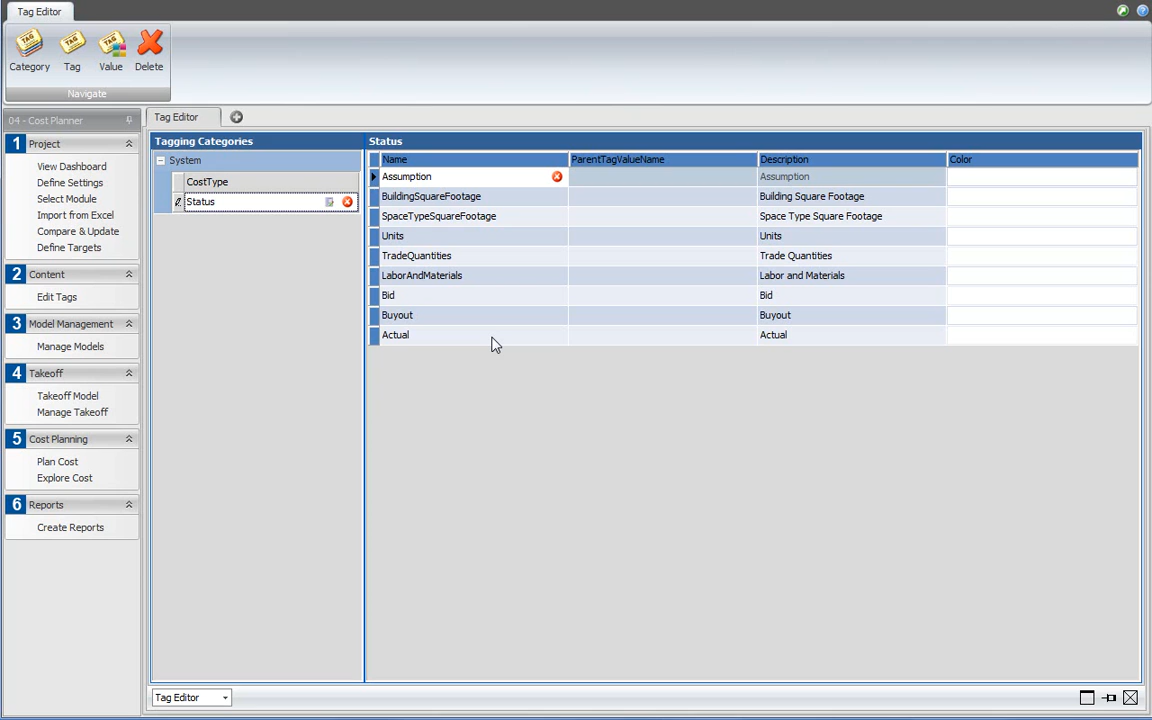 Tag Editor
Category Tag Value Delete
Navigate
04 - Cost Planner
1 Project
View Dashboard
Define Settings
Select Module
Import from Excel
Compare & Update
Define Targets
2 Content
Edit Tags
3 Model Management
Manage Models
4 Takeoff
Takeoff Model
Manage Takeoff
5 Cost Planning
Plan Cost
Explore Cost
6 Reports
Create Reports
Tag Editor
Tagging Categories
System
CostType
Status
Status
Name ParentTagValueName Description Color
Assumption Assumption
BuildingSquareFootage Building Square Footage
SpaceTypeSquareFootage Space Type Square Footage
Units Units
TradeQuantities Trade Quantities
LaborAndMaterials Labor and Materials
Bid Bid
Buyout Buyout
Actual Actual
Tag Editor